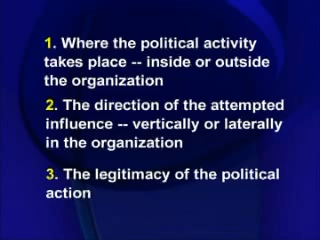 1. Where the political activity
takes place -- inside or outside
the organization
2. The direction of the attempted
influence -- vertically or laterally
in the organization
3. The legitimacy of the political
action